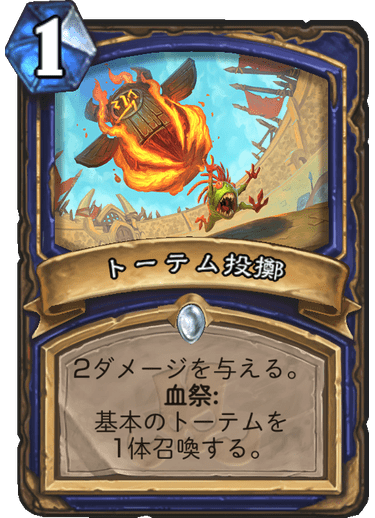 1
トーテム投擲
2ダメージを与える。
血祭:
基本のトーテムを
1体召喚する。